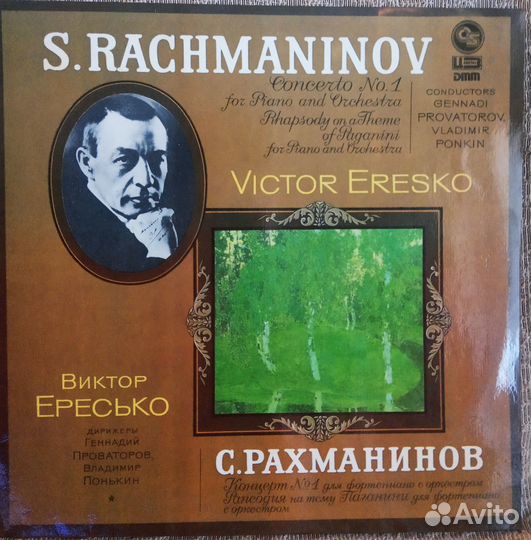 S. RACHMANINOV
Concerto No. 1
for Piano and Orchestra
Rhapsody on a Theme
of Paganini
for Piano and Orchestra
DMM
CONDUCTORS
GENNADI
PROVATOROV,
VLADIMIR
PONKIN
VICTOR ERESKO
ВИКТОР
ЕРЕСЬКО
ДИРИЖЕРЫ
ГЕННАДИЙ
ПРОВАТОРОВ,
ВЛАДИМИР
ПОНЬКИН
С. РАХМАНИНОВ
Концерт № 1 для фортепиано с оркестром
Рапсодия на тему Паганини для фортепиано
с оркестром
Avito